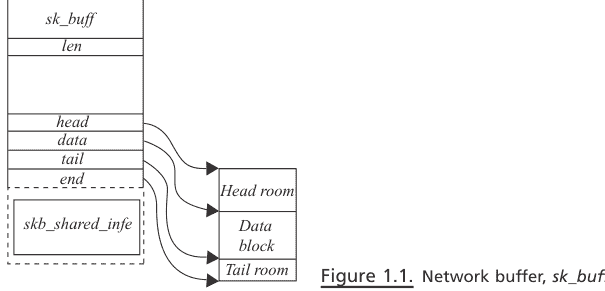 sk_buff
len
head
data
tail
end
skb_shared_infe
Head room
Data
block
Tail room
Figure 1.1. Network buffer, sk_buf